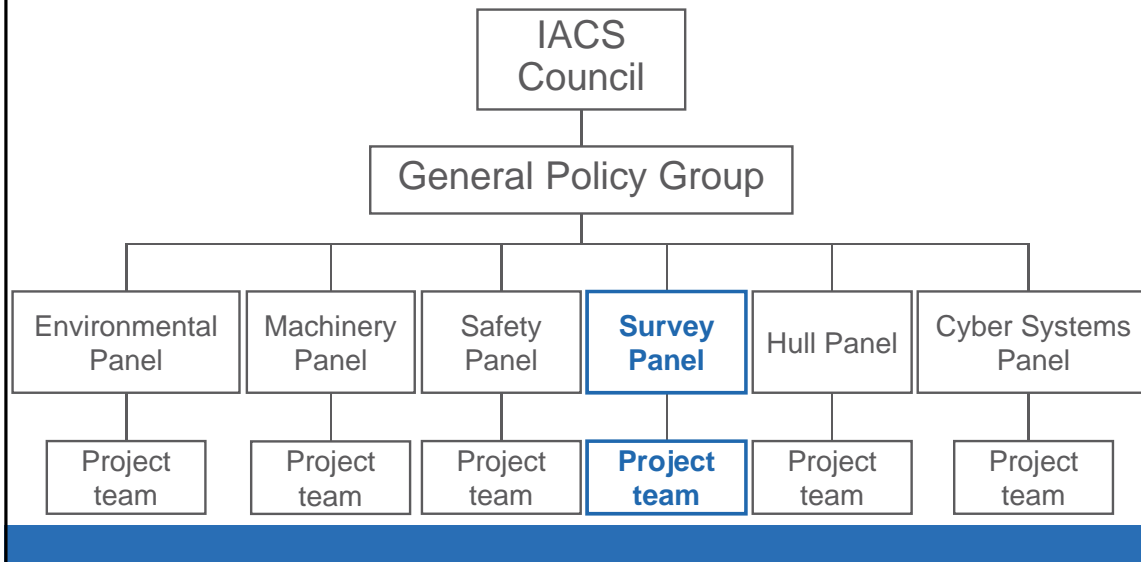 IACS
Council
General Policy Group
Environmental
Panel
Machinery
Panel
Safety
Panel
Survey
Panel
Hull Panel
Cyber Systems
Panel
Project
team
Project
team
Project
team
Project
team
Project
team
Project
team